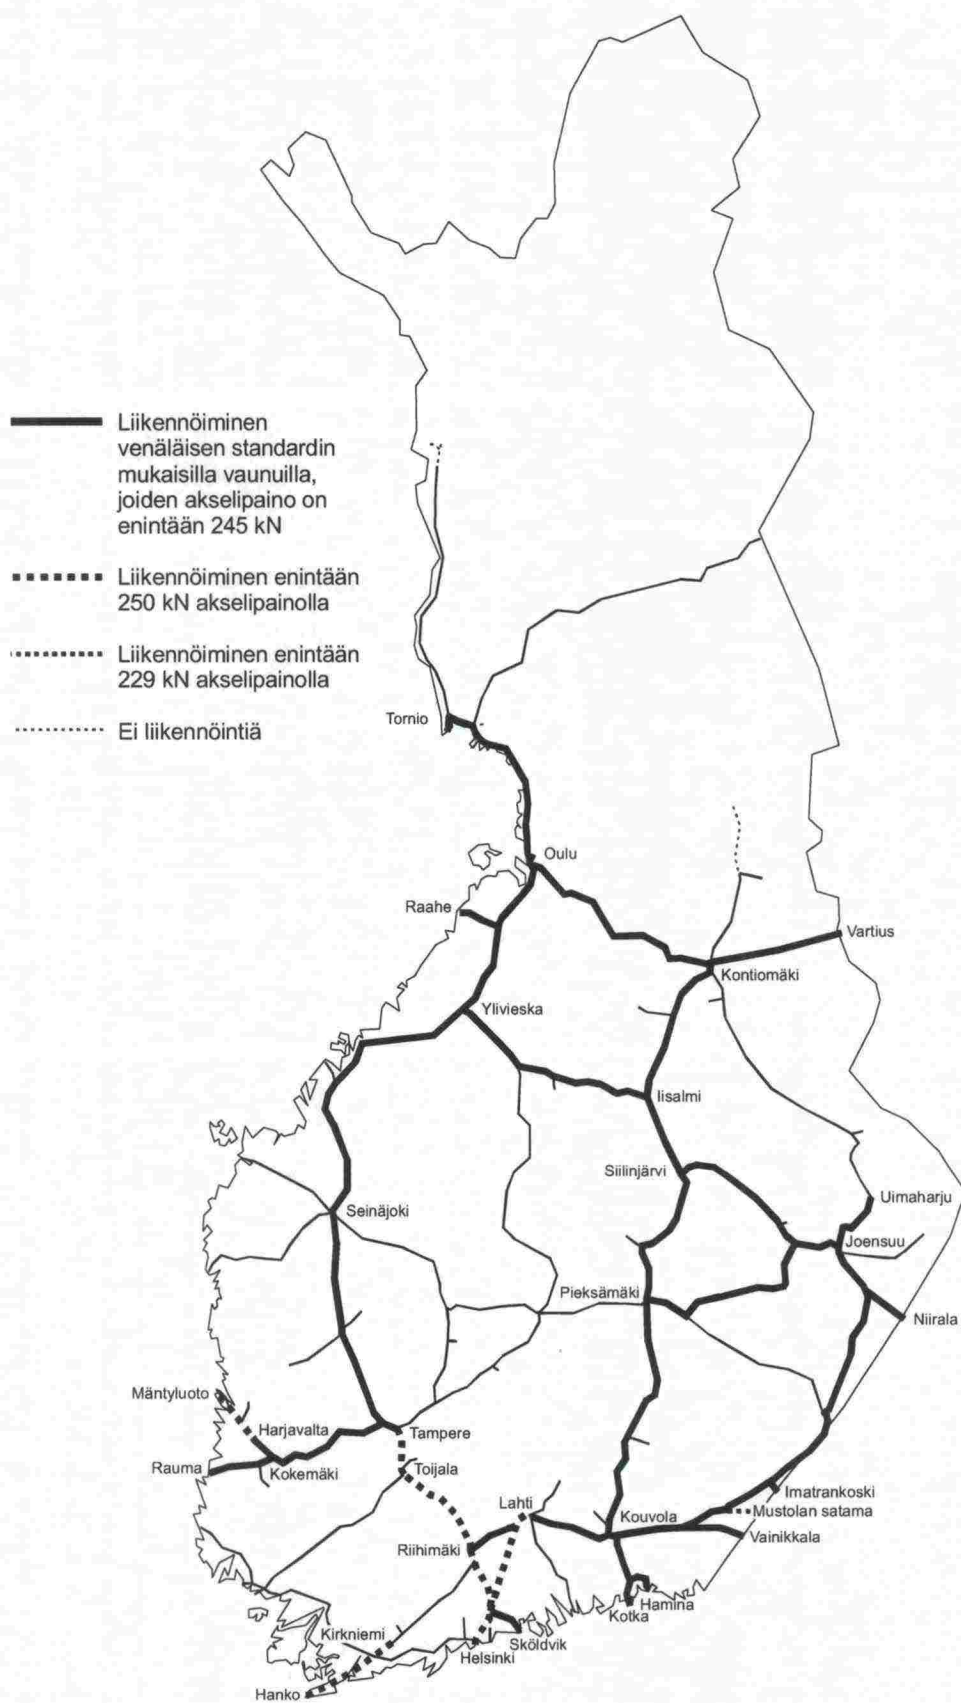 Liikennöiminen
venäläisen standardin
mukaisilla vaunuilla,
joiden akselipaino on
enintään 245 kN
Liikennöiminen enintään
250 kN akselipainolla
Liikennöiminen enintään
229 kN akselipainolla
Ei liikennöintiä
Tornio
Oulu
Raahe
Vartius
Kontiomäki
Ylivieska
Iisalmi
Siilinjärvi
Uimaharju
Seinäjoki
Joensuu
Pieksämäki
Niirala
Mäntyluoto
Harjavalta
Tampere
Rauma
Kokemäki
Toijala
Imatrankoski
Lahti
Mustolan satama
Kouvola
Vainikkala
Riihimäki
Hamina
Kotka
Kirkniemi
Sköldvik
Helsinki
Hanko